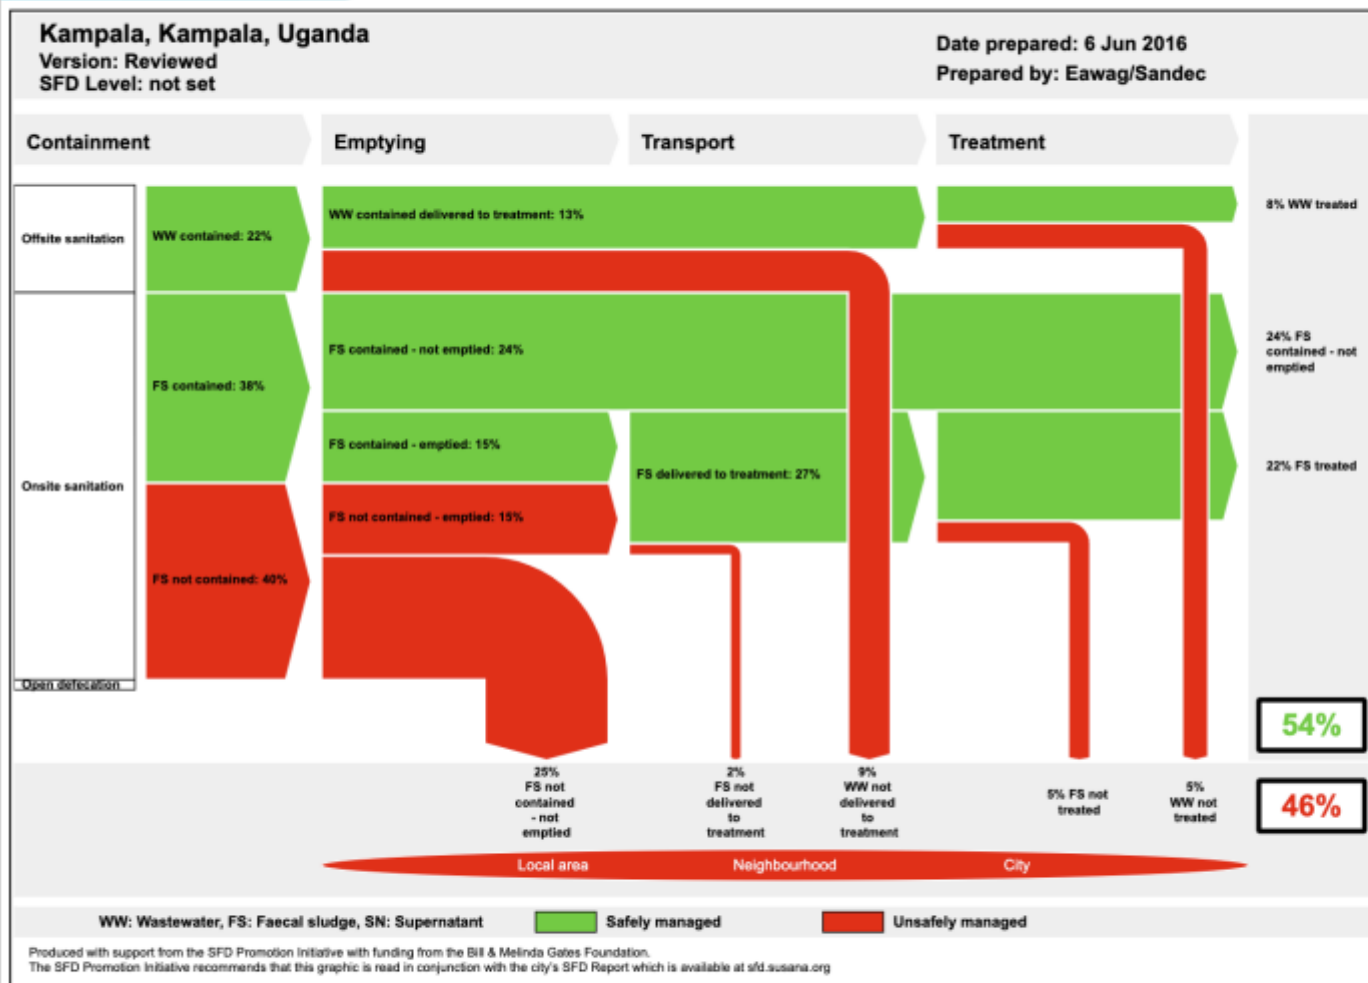 Kampala, Kampala, Uganda
Version: Reviewed
SFD Level: not set
Date prepared: 6 Jun 2016
Prepared by: Eawag/Sandec
Containment
Emptying
Transport
Treatment
Offsite sanitation
WW contained: 22%
WW contained delivered to treatment: 13%
8% WW treated
Onsite sanitation
FS contained: 38%
FS contained - not emptied: 24%
24% FS
contained - not
emptied
FS contained - emptied: 15%
FS delivered to treatment: 27%
22% FS treated
FS not contained - emptied: 15%
FS not contained: 40%
Open defecation
54%
25%
FS not
contained
- not
emptied
2%
FS not
delivered
to
treatment
9%
WW not
delivered
to
treatment
5% FS not
treated
5%
WW not
treated
46%
Local area
Neighbourhood
City
WW: Wastewater, FS: Faecal sludge, SN: Supernatant
Safely managed
Unsafely managed
Produced with support from the SFD Promotion Initiative with funding from the Bill & Melinda Gates Foundation.
The SFD Promotion Initiative recommends that this graphic is read in conjunction with the city's SFD Report which is available at sfd.susana.org